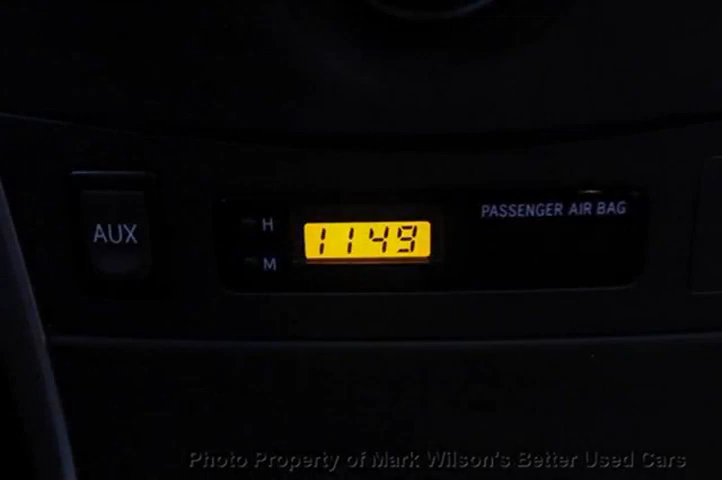 PASSENGER AIR BAG
AUX
H
1149
M
Photo Property of Mark Wilson's Better Used Cars